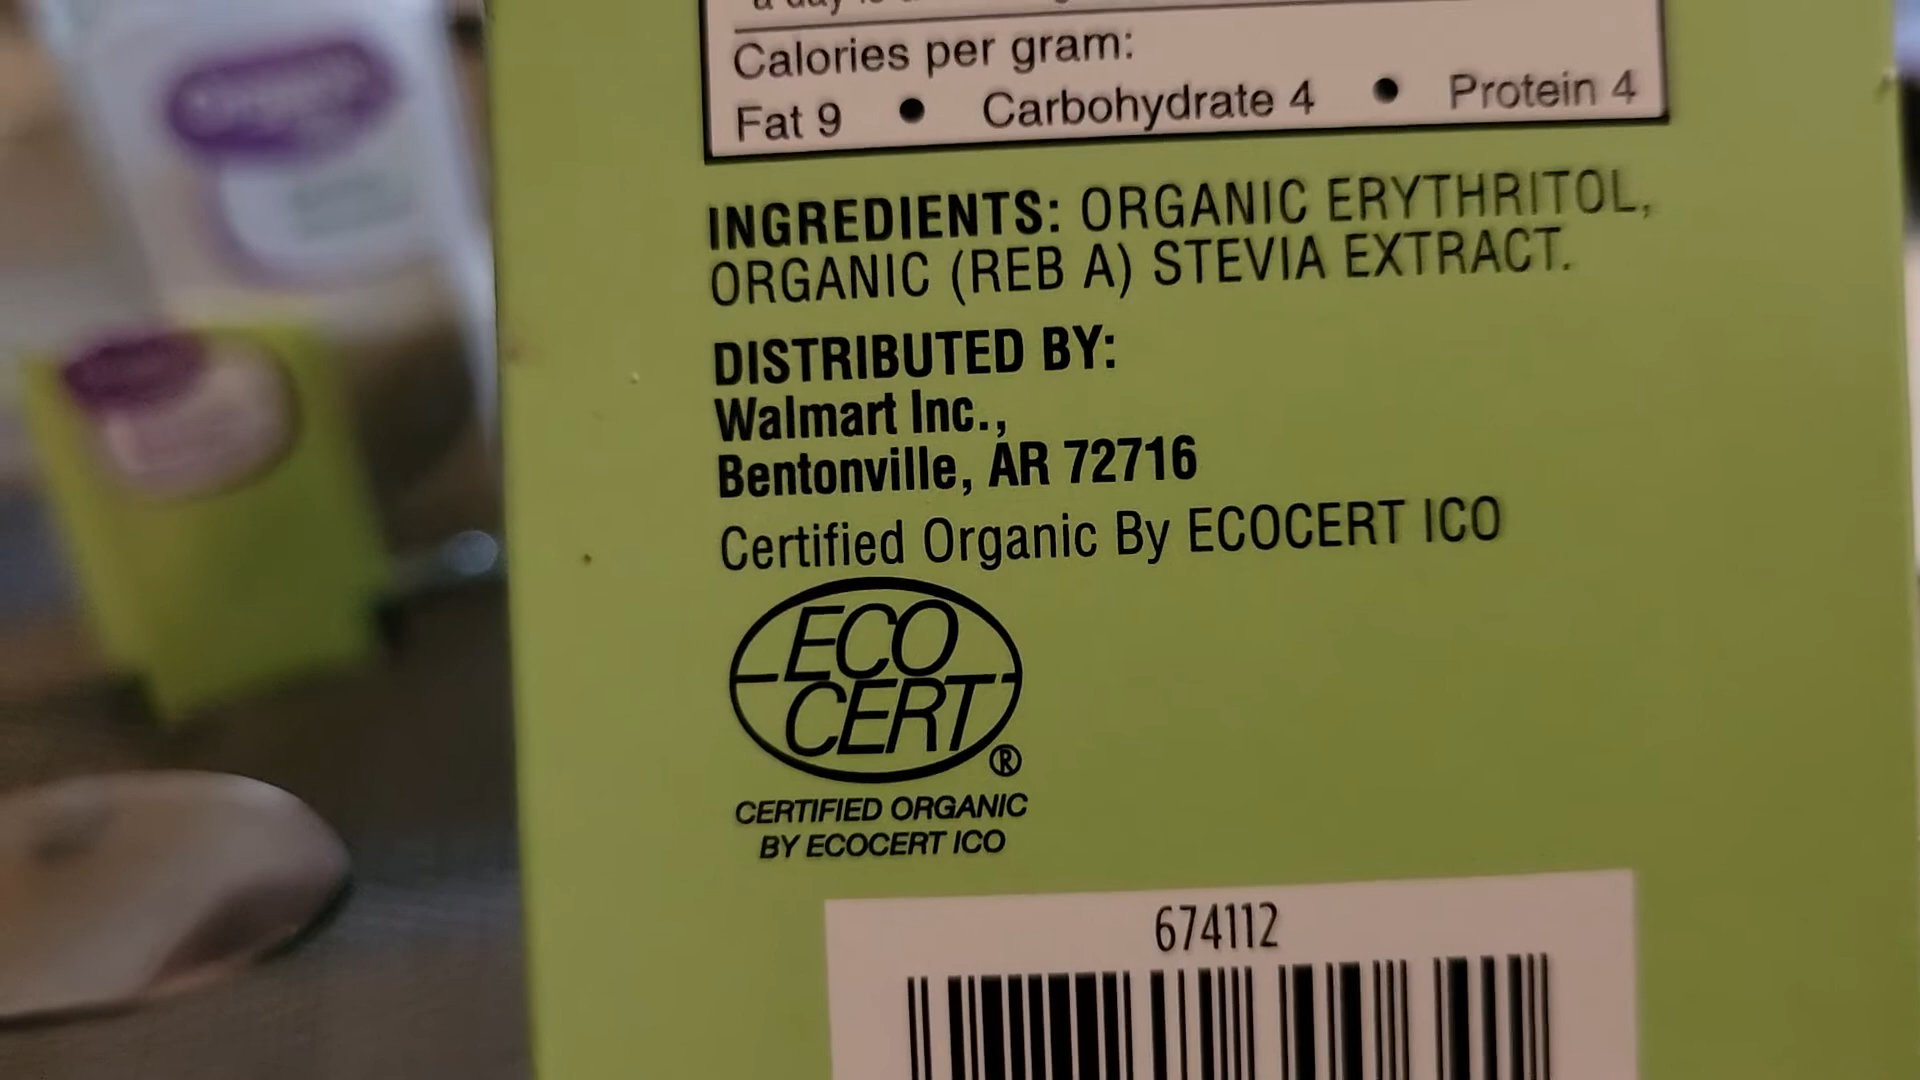 Calories per gram:
Fat 9 • Carbohydrate 4 • Protein 4
INGREDIENTS: ORGANIC ERYTHRITOL,
ORGANIC (REB A) STEVIA EXTRACT.
DISTRIBUTED BY:
Walmart Inc.,
Bentonville, AR 72716
Certified Organic By ECOCERT ICO
ECO
CERT®
CERTIFIED ORGANIC
BY ECOCERT ICO
674112